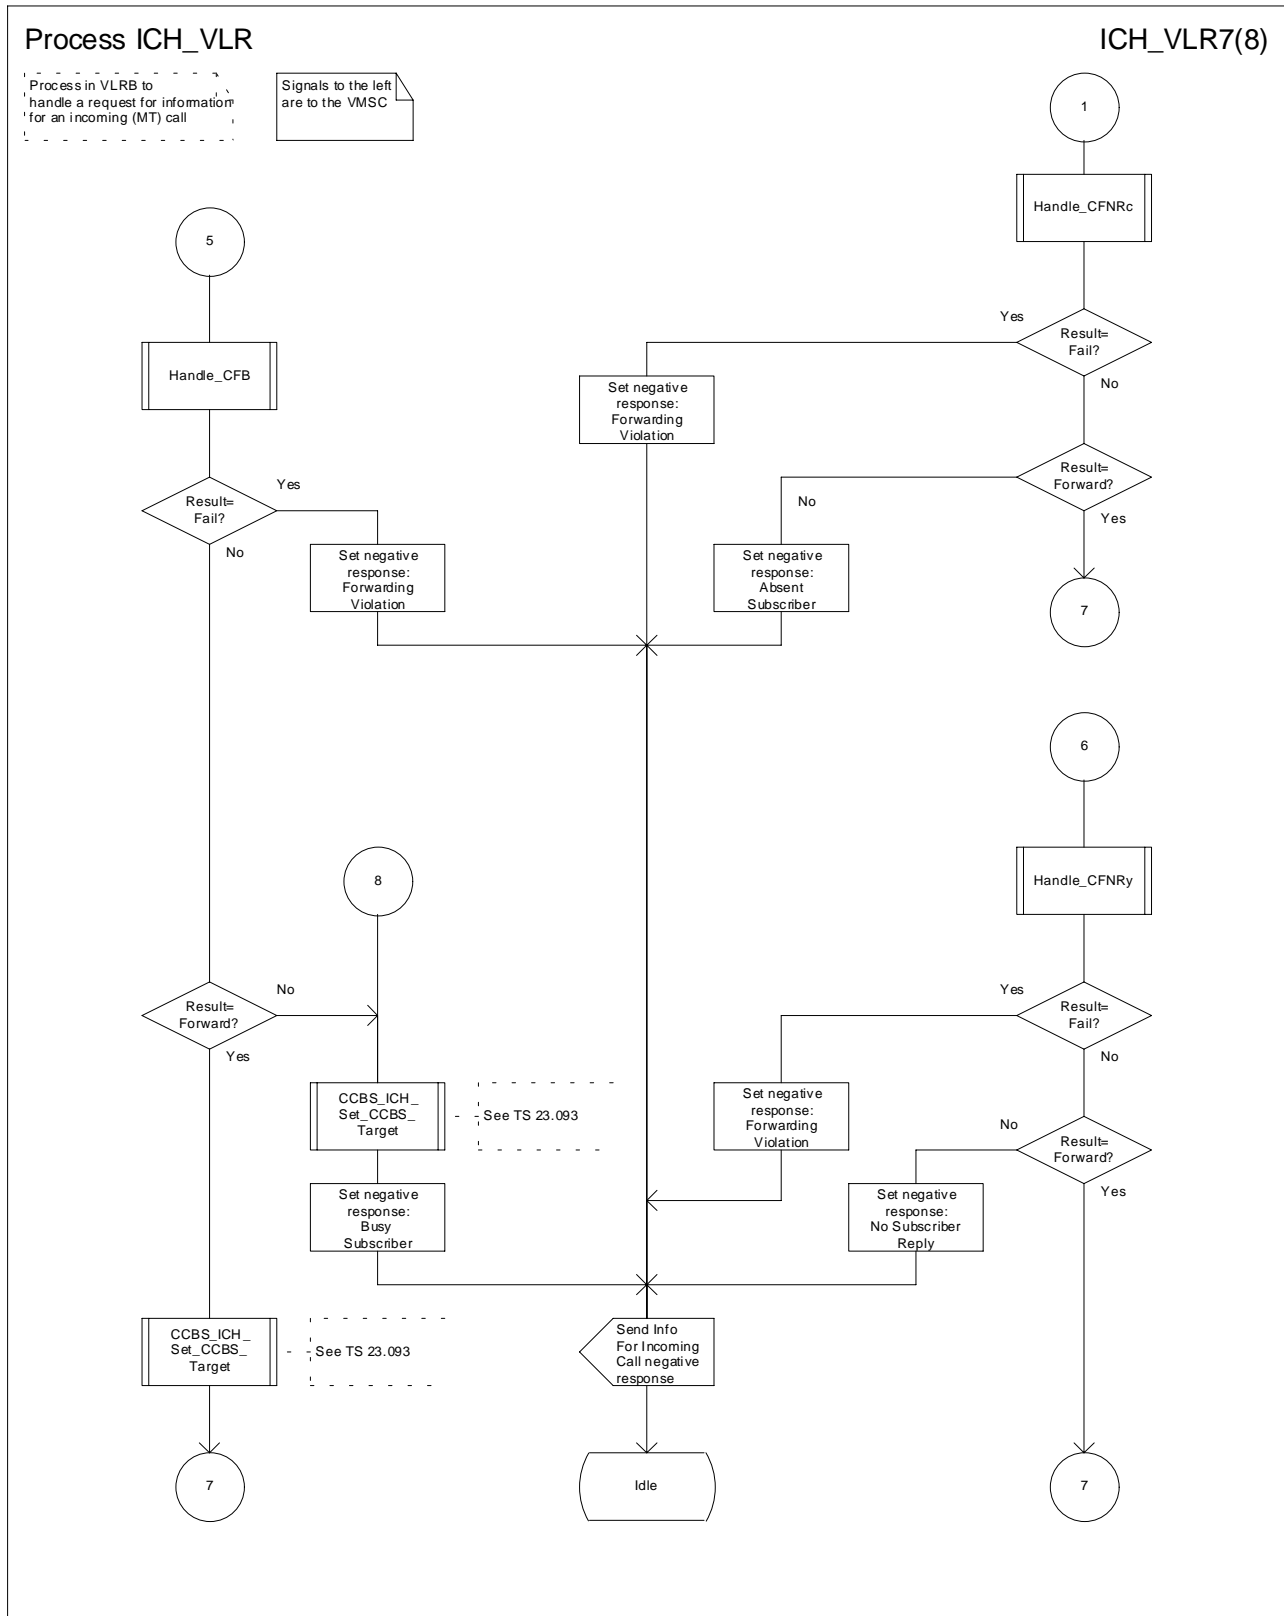 Process ICH_VLR
ICH_VLR7(8)
Process in VLRB to
handle a request for information
for an incoming (MT) call
Signals to the left
are to the VMSC
1
Handle_CFNRc
5
Yes
Result=
Fail?
No
Handle_CFB
Set negative
response:
Forwarding
Violation
Result=
Forward?
No
Yes
Yes
Result=
Fail?
No
Set negative
response:
Forwarding
Violation
Set negative
response:
Absent
Subscriber
7
6
8
Handle_CFNRy
No
Result=
Forward?
Yes
Yes
Result=
Fail?
No
CCBS_ICH_
Set_CCBS_
Target
See TS 23.093
Set negative
response:
Forwarding
Violation
No
Result=
Forward?
Yes
Set negative
response:
Busy
Subscriber
Set negative
response:
No Subscriber
Reply
CCBS_ICH_
Set_CCBS_
Target
See TS 23.093
Send Info
For Incoming
Call negative
response
7
Idle
7